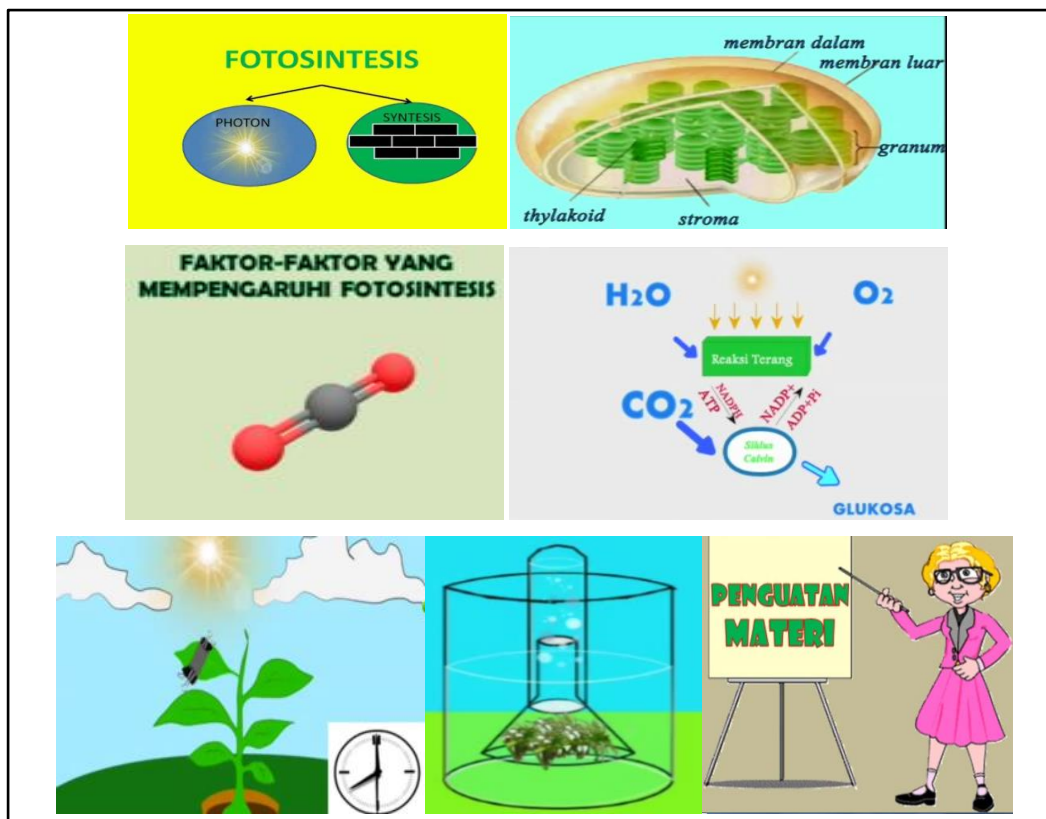 FOTOSINTESIS
PHOTON
SYNTESIS
membran dalam
membran luar
granum
thylakoid
stroma
FAKTOR-FAKTOR YANG
MEMPENGARUHI FOTOSINTESIS
H2O
O2
Reaksi Terang
CO2
NADPH
ATP
NADP+
ADP+Pi
Siklus
Calvin
GLUKOSA
PENGUATAN
MATERI